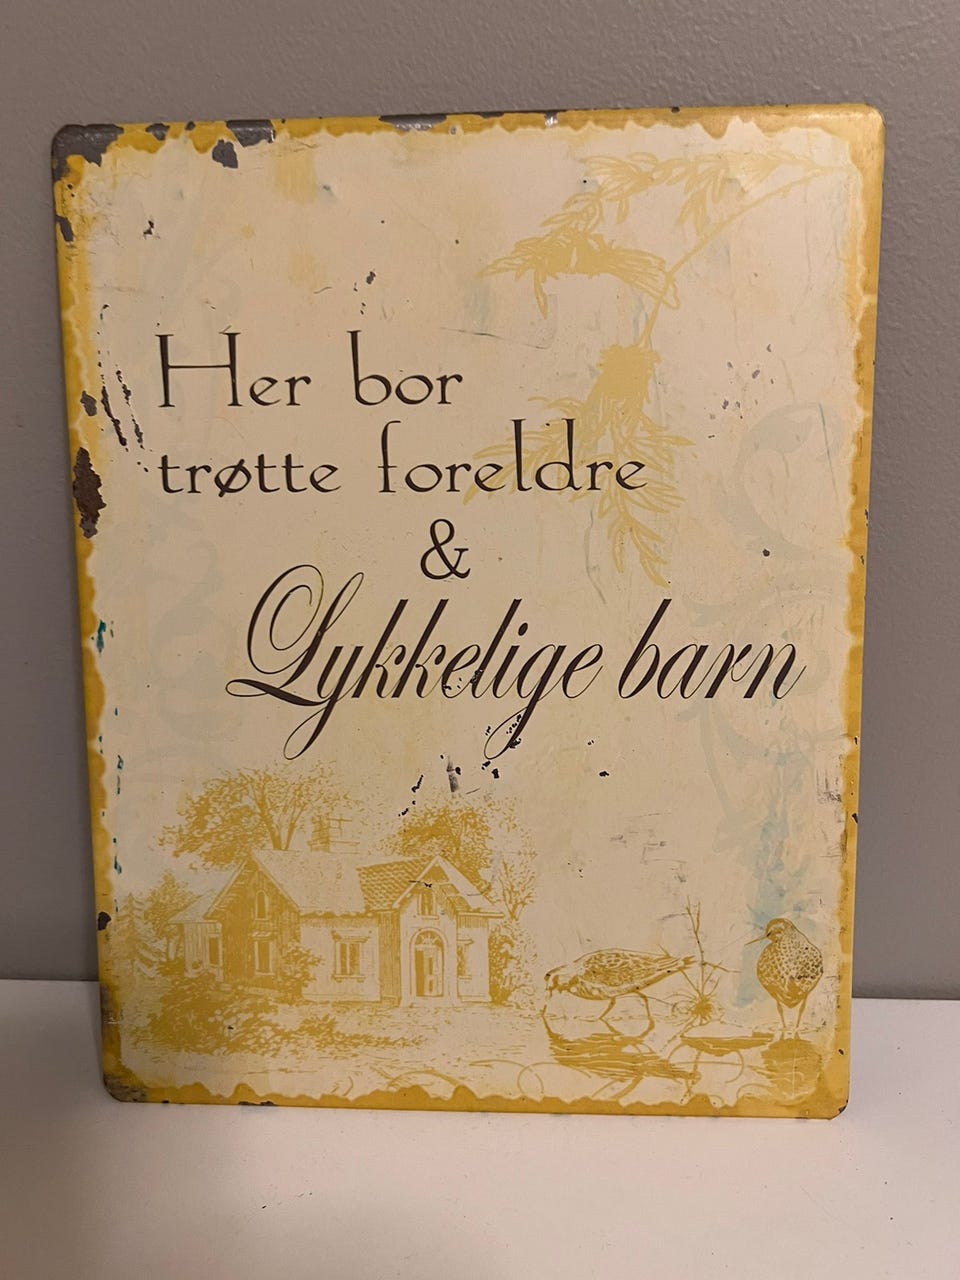 Her bor
trøtte foreldre
&
Lykkelige barn